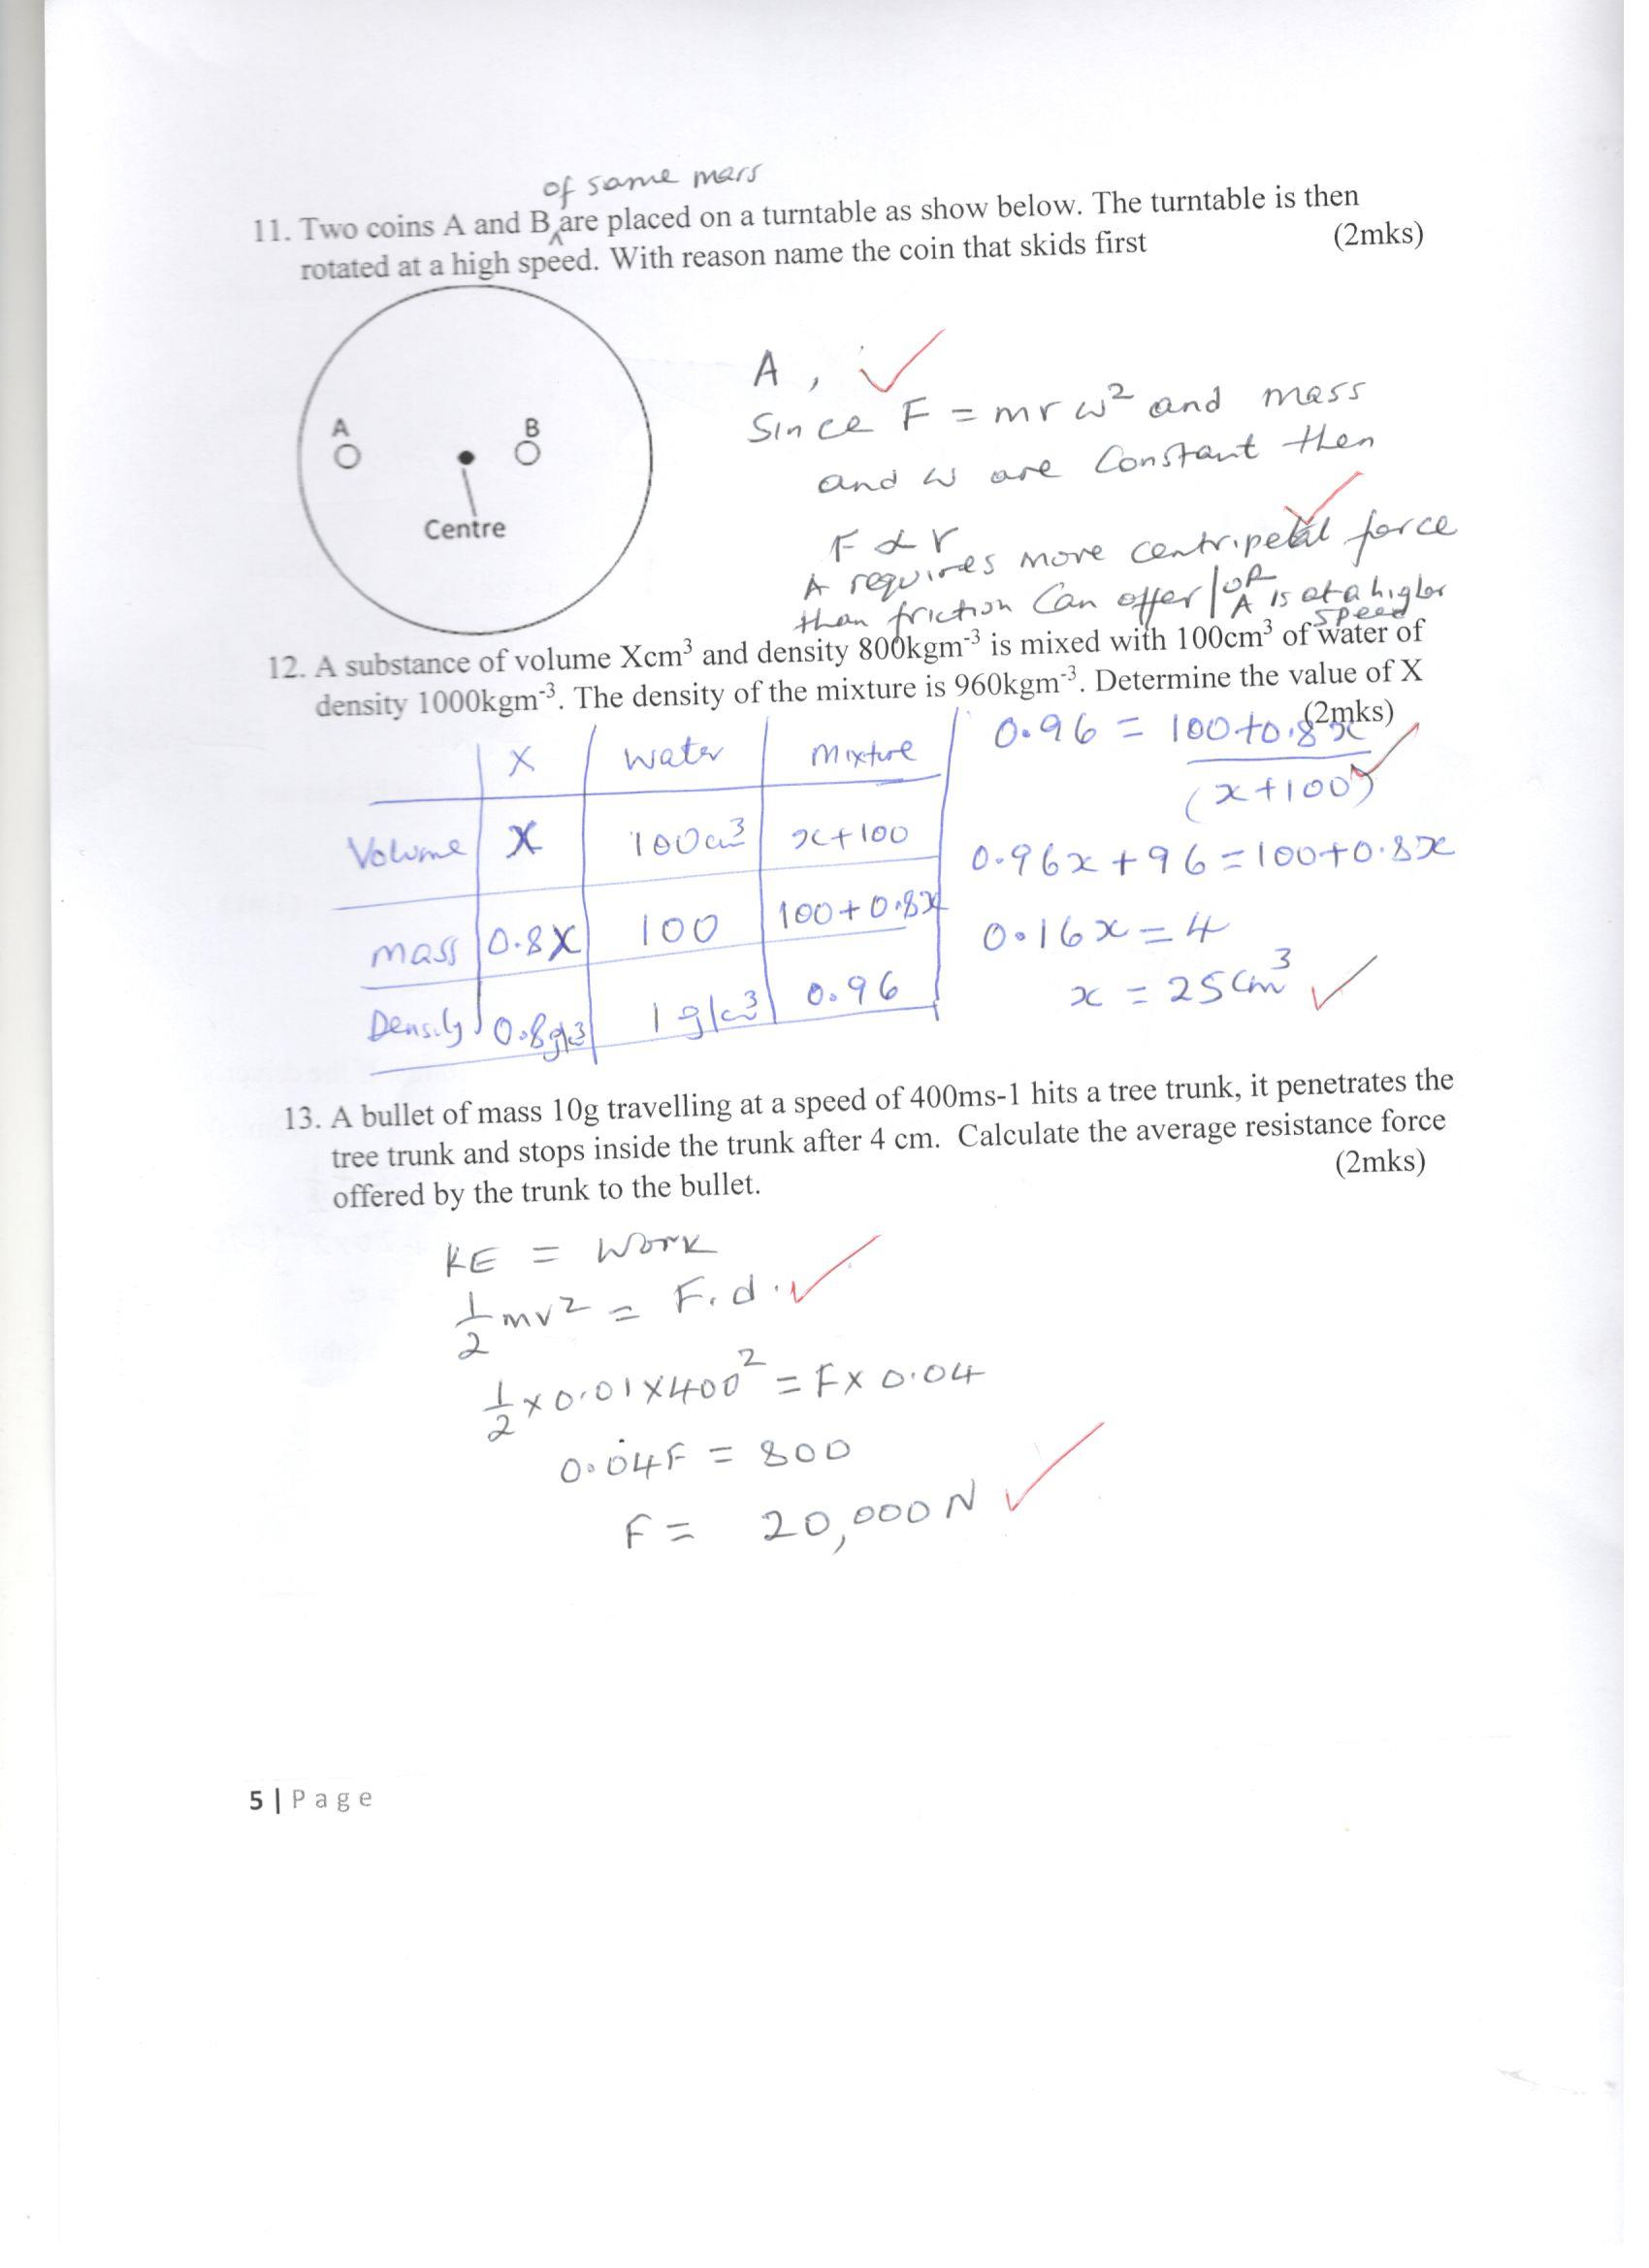 of same mass
11. Two coins A and B ^ are placed on a turntable as show below. The turntable is then
rotated at a high speed. With reason name the coin that skids first (2mks)
A
B
Centre
A ,
Since F = mrω² and mass
and ω are constant then
F α r
A requires more centripetal force
than friction can offer / OR A is at a higher
speed
12. A substance of volume Xcm³ and density 800kgm⁻³ is mixed with 100cm³ of water of
density 1000kgm⁻³. The density of the mixture is 960kgm⁻³. Determine the value of X
(2mks)
X water mixture
Volume X 100cm³ x+100
mass 0.8X 100 100+0.8x
Density 0.8g/cm³ 1g/cm³ 0.96
0.96 = 100+0.8x
(x+100)
0.96x + 96 = 100+0.8x
0.16x = 4
x = 25cm³
13. A bullet of mass 10g travelling at a speed of 400ms-1 hits a tree trunk, it penetrates the
tree trunk and stops inside the trunk after 4 cm. Calculate the average resistance force
offered by the trunk to the bullet. (2mks)
KE = Work
1/2 mv² = F.d.
1/2 x 0.01 x 400² = F x 0.04
0.04F = 800
F = 20,000N
5 | Page